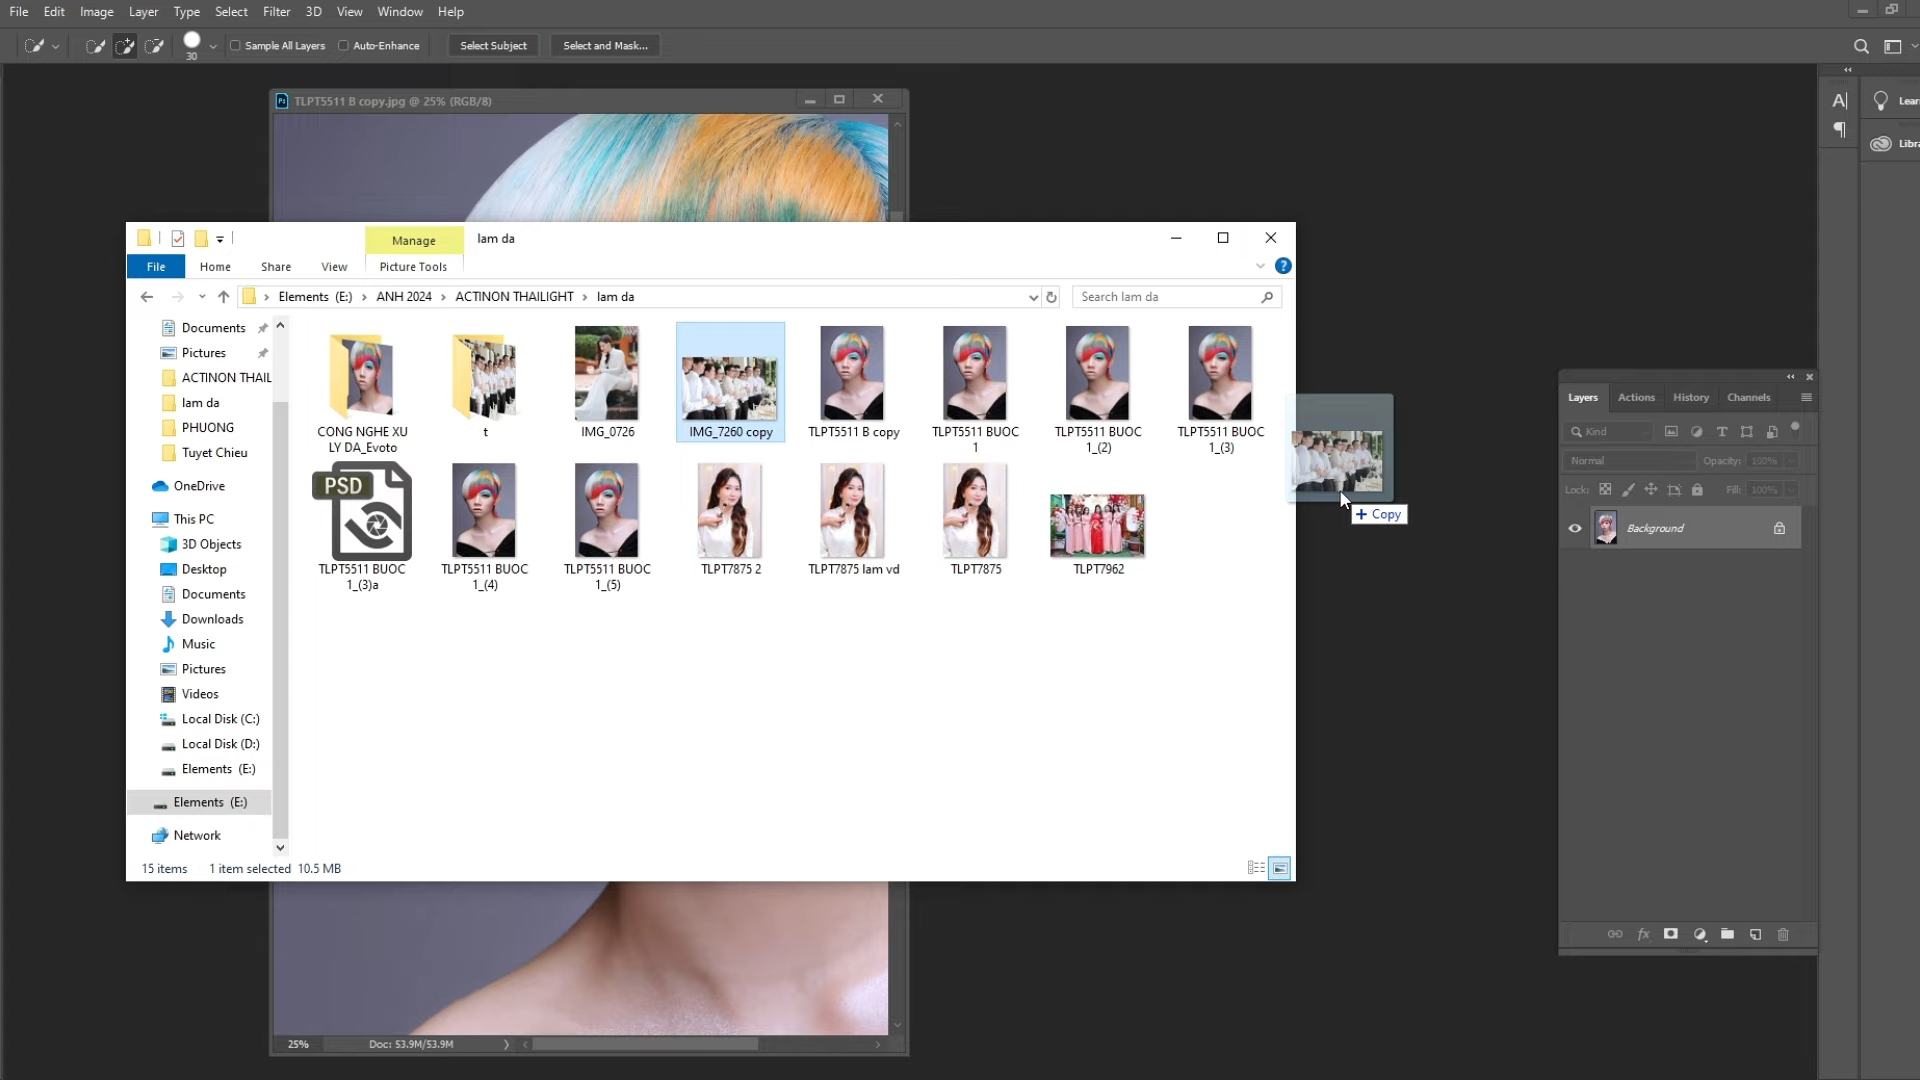 File Edit Image Layer Type Select Filter 3D View Window Help
30 Sample All Layers Auto-Enhance Select Subject Select and Mask...
TLPT5511 B copy.jpg @ 25% (RGB/8)
Manage lam da
File Home Share View Picture Tools
Elements (E:) ANH 2024 ACTINON THAILIGHT lam da Search lam da
Documents
Pictures
ACTINON THAIL
lam da
PHUONG
Tuyet Chieu
OneDrive
This PC
3D Objects
Desktop
Documents
Downloads
Music
Pictures
Videos
Local Disk (C:)
Local Disk (D:)
Elements (E:)
Elements (E:)
Network
CONG NGHE XU
LY DA_Evoto
t
IMG_0726
IMG_7260 copy
TLPT5511 B copy
TLPT5511 BUOC
1
TLPT5511 BUOC
1_(2)
TLPT5511 BUOC
1_(3)
PSD
TLPT5511 BUOC
1_(3)a
TLPT5511 BUOC
1_(4)
TLPT5511 BUOC
1_(5)
TLPT7875 2
TLPT7875 lam vd
TLPT7875
TLPT7962
15 items 1 item selected 10.5 MB
+ Copy
25% Doc: 53.9M/53.9M
Lear
Libra
Layers Actions History Channels
Kind
Normal Opacity: 100%
Lock: Fill: 100%
Background